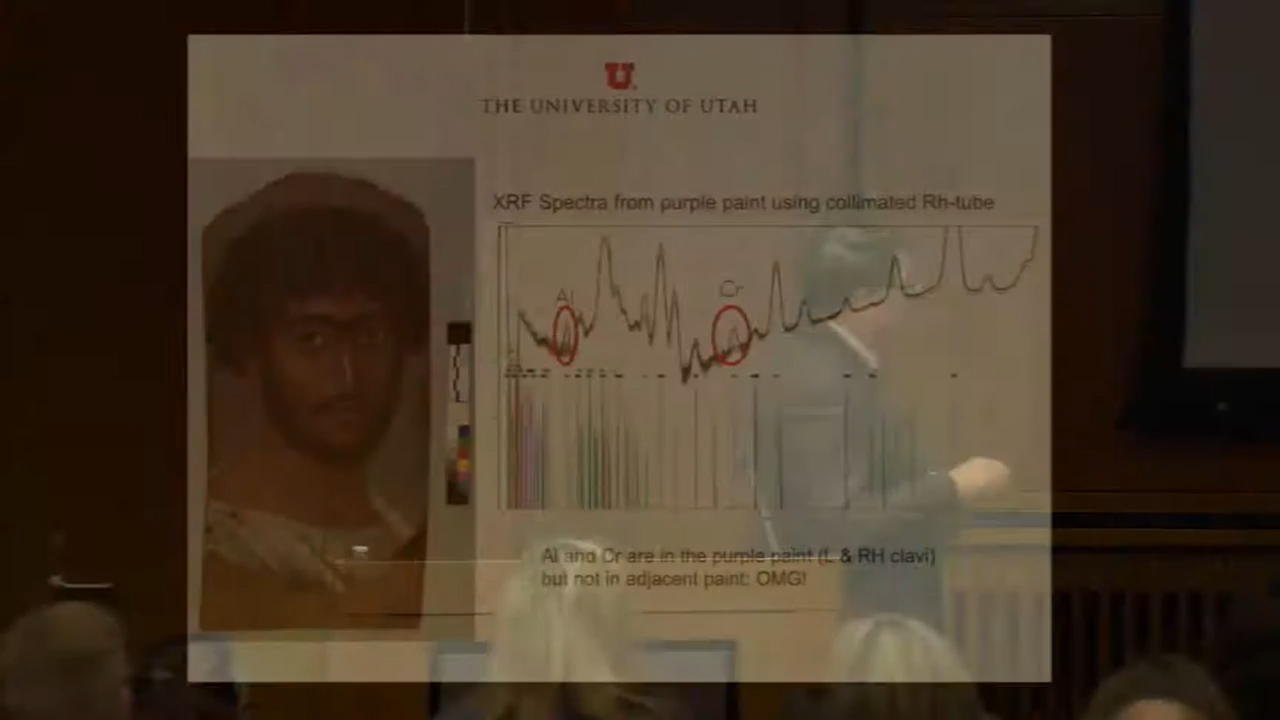 U
THE UNIVERSITY OF UTAH
XRF Spectra from purple paint using collimated Rh-tube
Al
Cr
Al and Cr are in the purple paint (L & RH clavi)
but not in adjacent paint: OMG!